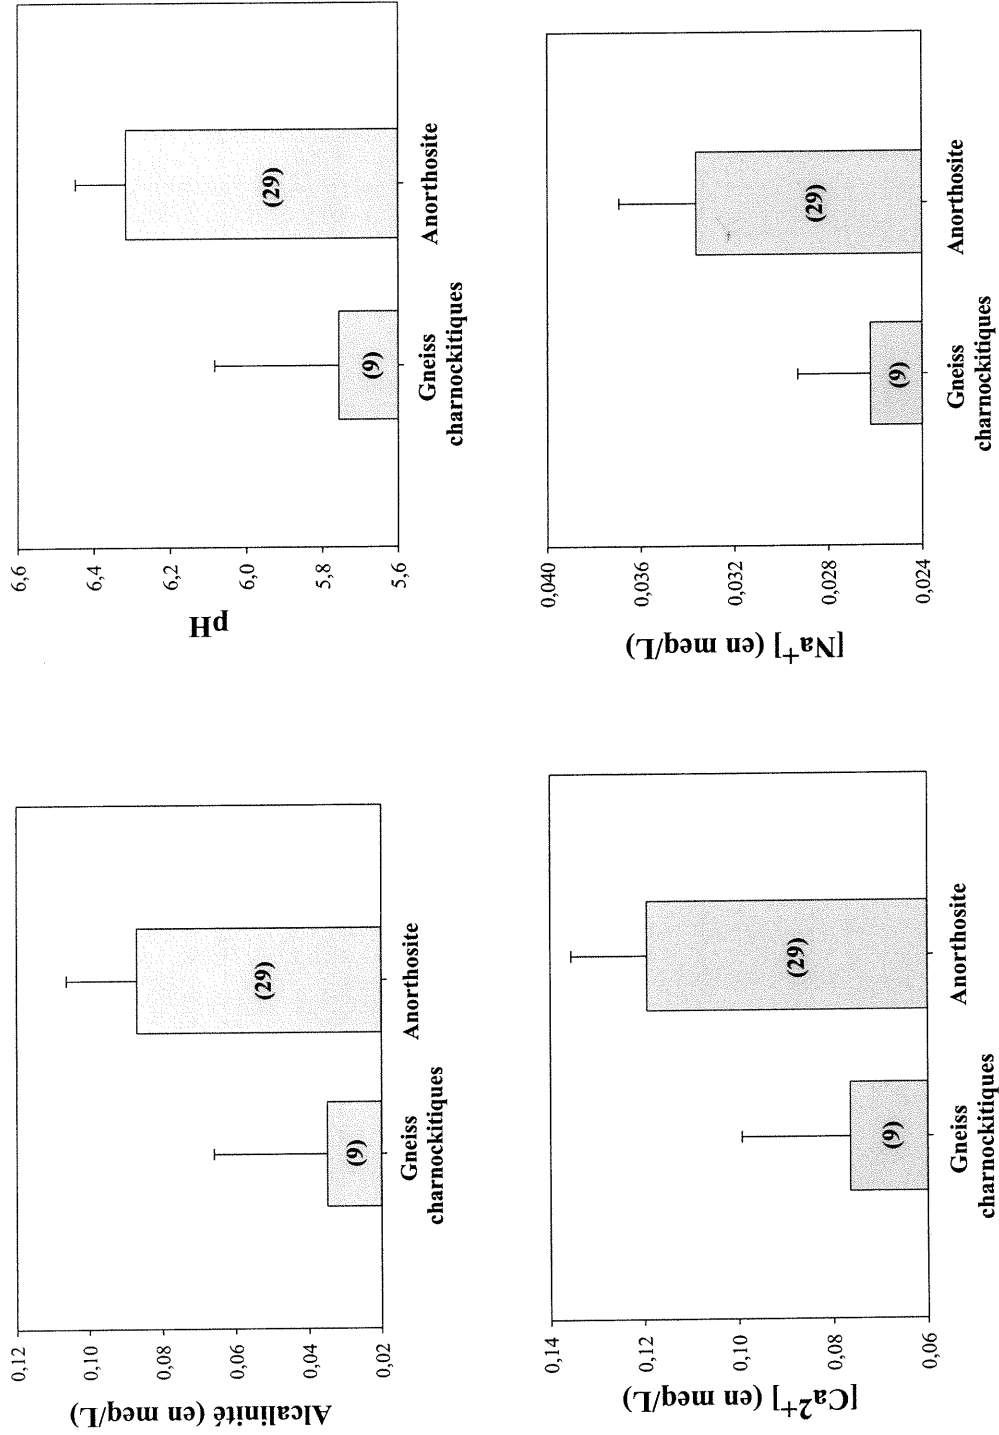 Alcalinité (en meq/L)
0,12
0,10
0,08
0,06
0,04
0,02
(9)
(29)
Gneiss
charnockitiques
Anorthosite
pH
6,6
6,4
6,2
6,0
5,8
5,6
(9)
(29)
Gneiss
charnockitiques
Anorthosite
[Ca2+] (en meq/L)
0,14
0,12
0,10
0,08
0,06
(9)
(29)
Gneiss
charnockitiques
Anorthosite
[Na+] (en meq/L)
0,040
0,036
0,032
0,028
0,024
(9)
(29)
Gneiss
charnockitiques
Anorthosite